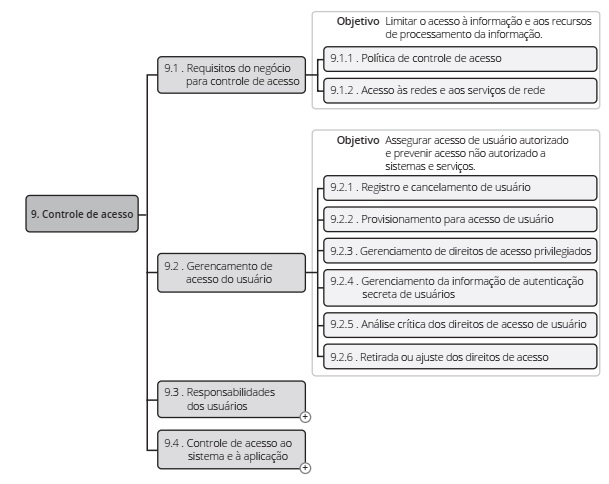 9. Controle de acesso
9.1 . Requisitos do negócio
para controle de acesso
Objetivo Limitar o acesso à informação e aos recursos
de processamento da informação.
9.1.1 . Política de controle de acesso
9.1.2 . Acesso às redes e aos serviços de rede
9.2 . Gerencamento de
acesso do usuário
Objetivo Assegurar acesso de usuário autorizado
e prevenir acesso não autorizado a
sistemas e serviços.
9.2.1 . Registro e cancelamento de usuário
9.2.2 . Provisionamento para acesso de usuário
9.2.3 . Gerenciamento de direitos de acesso privilegiados
9.2.4 . Gerenciamento da informação de autenticação
secreta de usuários
9.2.5 . Análise crítica dos direitos de acesso de usuário
9.2.6 . Retirada ou ajuste dos direitos de acesso
9.3 . Responsabilidades
dos usuários
9.4 . Controle de acesso ao
sistema e à aplicação